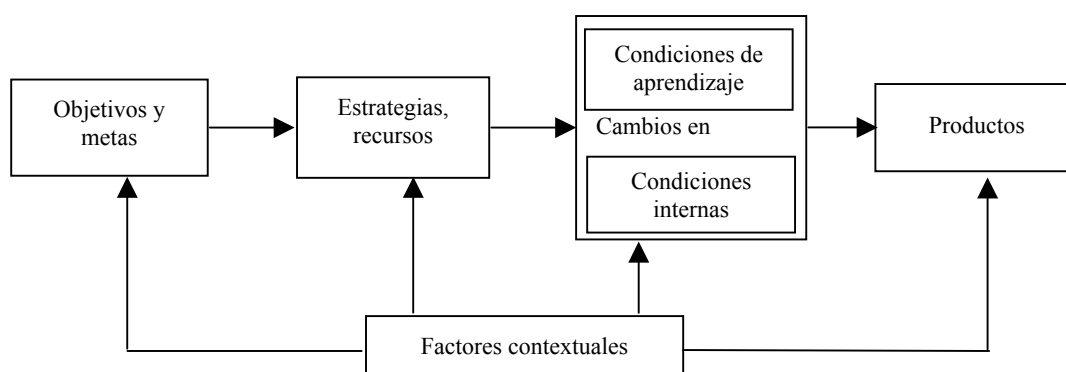 Objetivos y
metas
Estrategias,
recursos
Condiciones de
aprendizaje
Cambios en
Condiciones
internas
Productos
Factores contextuales